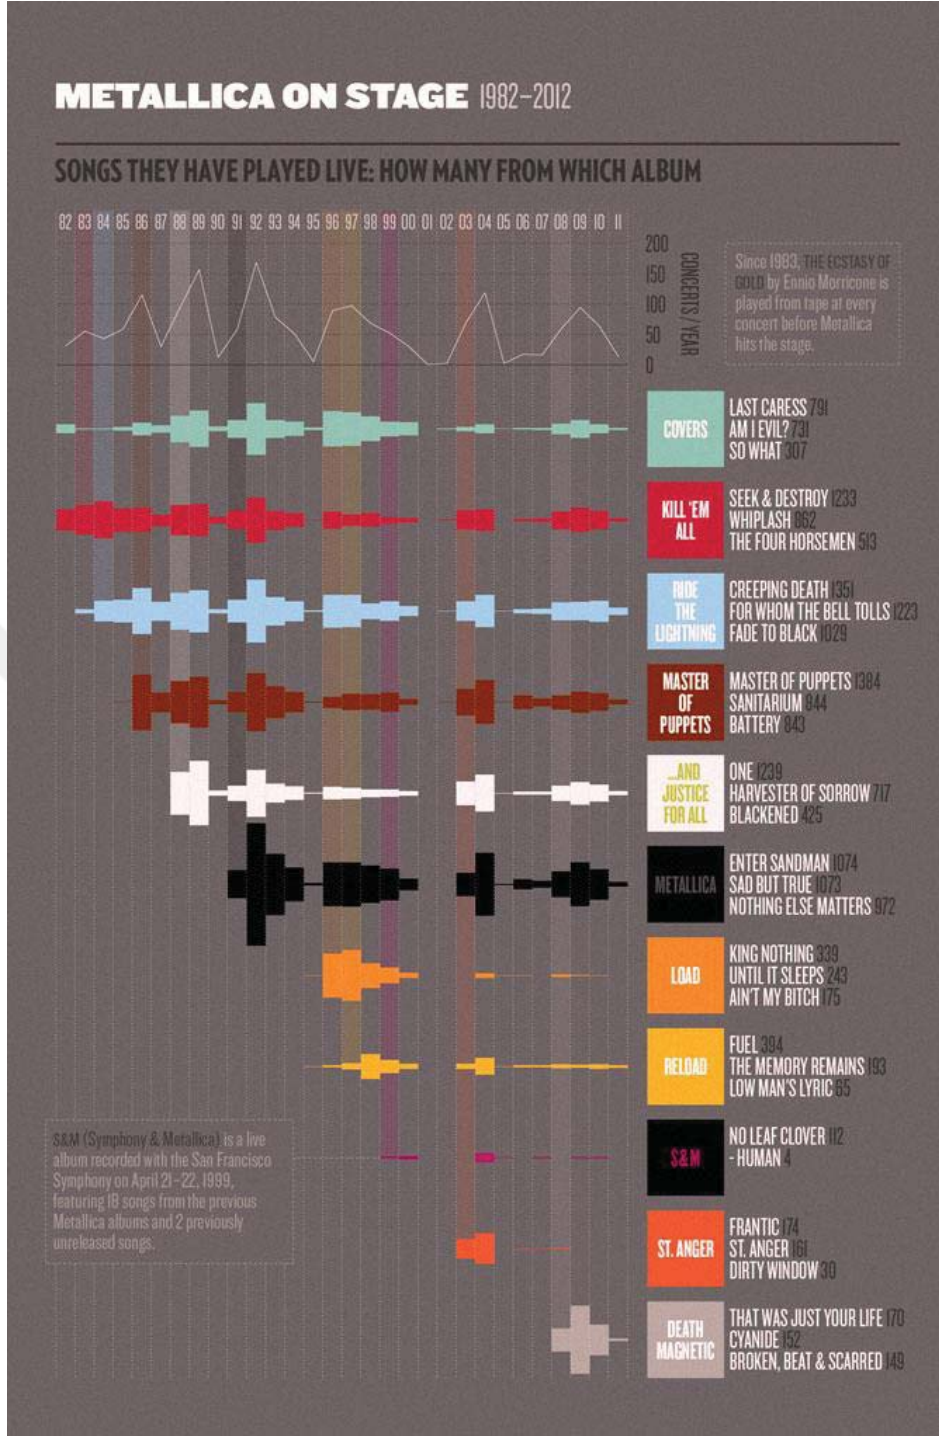 METALLICA ON STAGE 1982–2012
SONGS THEY HAVE PLAYED LIVE: HOW MANY FROM WHICH ALBUM
82 83 84 85 86 87 88 89 90 91 92 93 94 95 96 97 98 99 00 01 02 03 04 05 06 07 08 09 10 11
200
150
100
50
0
CONCERTS / YEAR
Since 1983, THE ECSTASY OF
GOLD by Ennio Morricone is
played from tape at every
concert before Metallica
hits the stage.
COVERS
LAST CARESS 791
AM I EVIL? 731
SO WHAT 307
KILL 'EM
ALL
SEEK & DESTROY 1233
WHIPLASH 862
THE FOUR HORSEMEN 513
RIDE
THE
LIGHTNING
CREEPING DEATH 1351
FOR WHOM THE BELL TOLLS 1223
FADE TO BLACK 1029
MASTER
OF
PUPPETS
MASTER OF PUPPETS 1384
SANITARIUM 844
BATTERY 843
...AND
JUSTICE
FOR ALL
ONE 1239
HARVESTER OF SORROW 717
BLACKENED 425
METALLICA
ENTER SANDMAN 1074
SAD BUT TRUE 1073
NOTHING ELSE MATTERS 972
LOAD
KING NOTHING 339
UNTIL IT SLEEPS 243
AIN'T MY BITCH 175
RELOAD
FUEL 394
THE MEMORY REMAINS 193
LOW MAN'S LYRIC 65
S&M (Symphony & Metallica) is a live
album recorded with the San Francisco
Symphony on April 21–22, 1999,
featuring 18 songs from the previous
Metallica albums and 2 previously
unreleased songs.
S&M
NO LEAF CLOVER 112
- HUMAN 4
ST. ANGER
FRANTIC 174
ST. ANGER 161
DIRTY WINDOW 30
DEATH
MAGNETIC
THAT WAS JUST YOUR LIFE 170
CYANIDE 152
BROKEN, BEAT & SCARRED 149